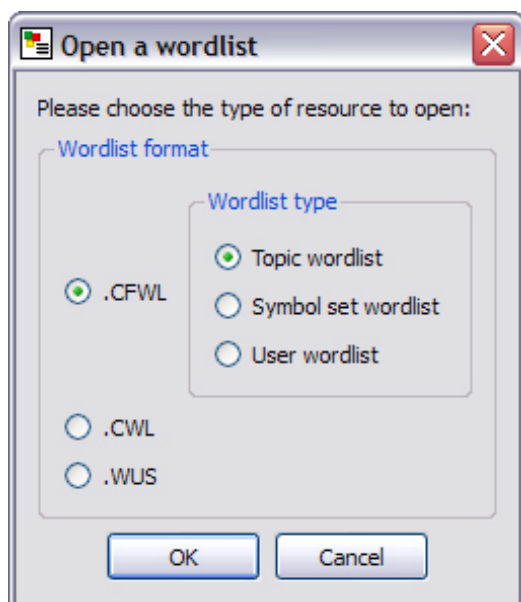 Open a wordlist
Please choose the type of resource to open:
Wordlist format
Wordlist type
Topic wordlist
.CFWL
Symbol set wordlist
User wordlist
.CWL
.WUS
OK Cancel